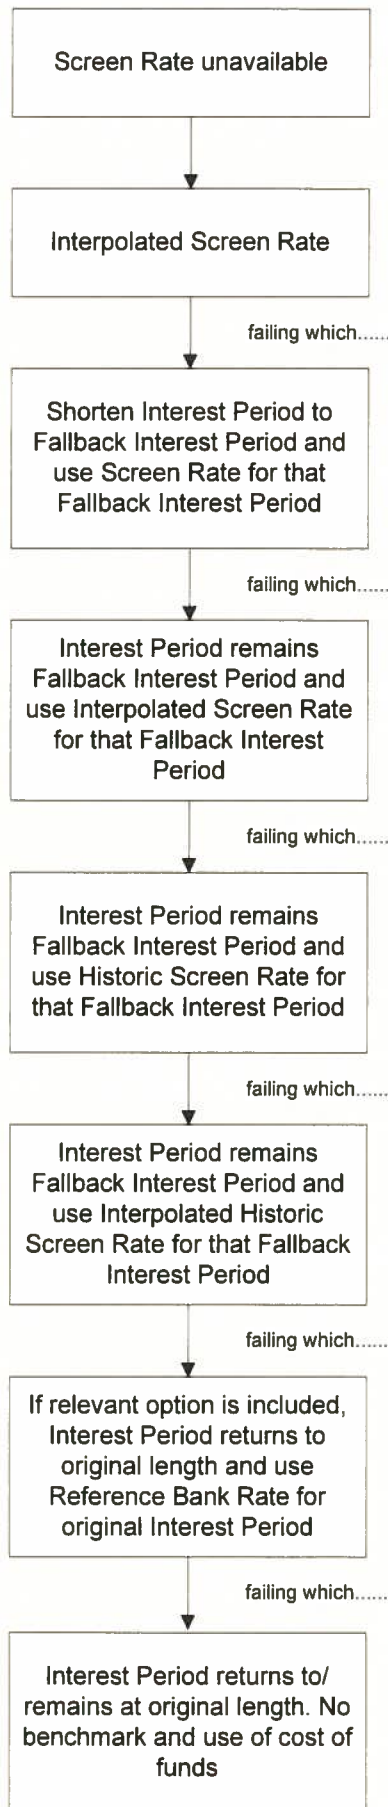 Screen Rate unavailable
Interpolated Screen Rate
failing which......
Shorten Interest Period to
Fallback Interest Period and
use Screen Rate for that
Fallback Interest Period
failing which......
Interest Period remains
Fallback Interest Period and
use Interpolated Screen Rate
for that Fallback Interest
Period
failing which......
Interest Period remains
Fallback Interest Period and
use Historic Screen Rate for
that Fallback Interest Period
failing which......
Interest Period remains
Fallback Interest Period and
use Interpolated Historic
Screen Rate for that Fallback
Interest Period
failing which......
If relevant option is included,
Interest Period returns to
original length and use
Reference Bank Rate for
original Interest Period
failing which......
Interest Period returns to/
remains at original length. No
benchmark and use of cost of
funds